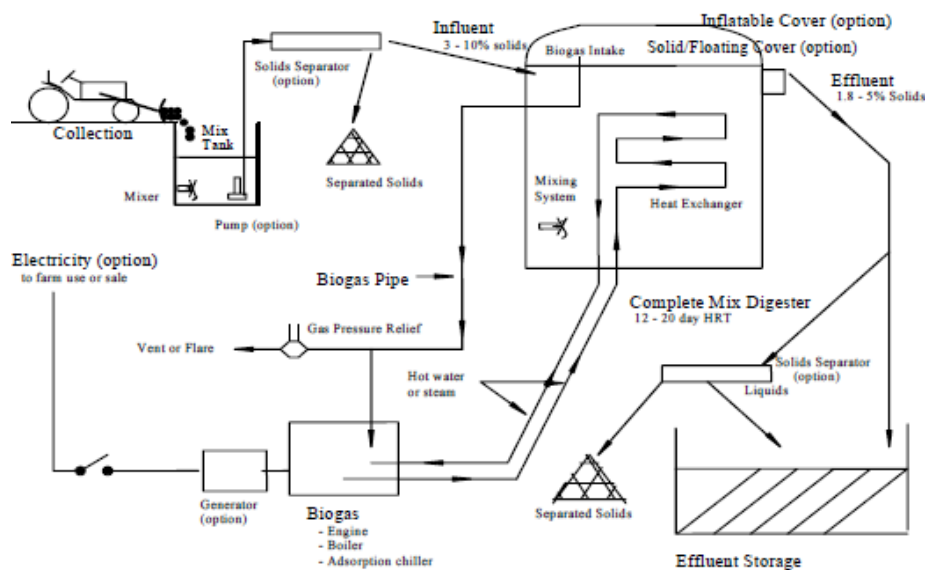 Inflatable Cover (option)
Influent
3 - 10% solids
Biogas Intake
Solid/Floating Cover (option)
Solids Separator
(option)
Effluent
1.8 - 5% Solids
Collection
Mix
Tank
Separated Solids
Mixer
Mixing
System
Heat Exchanger
Pump (option)
Electricity (option)
to farm use or sale
Biogas Pipe
Complete Mix Digester
12 - 20 day HRT
Gas Pressure Relief
Vent or Flare
Hot water
or steam
Solids Separator
(option)
Liquids
Generator
(option)
Biogas
- Engine
- Boiler
- Adsorption chiller
Separated Solids
Effluent Storage